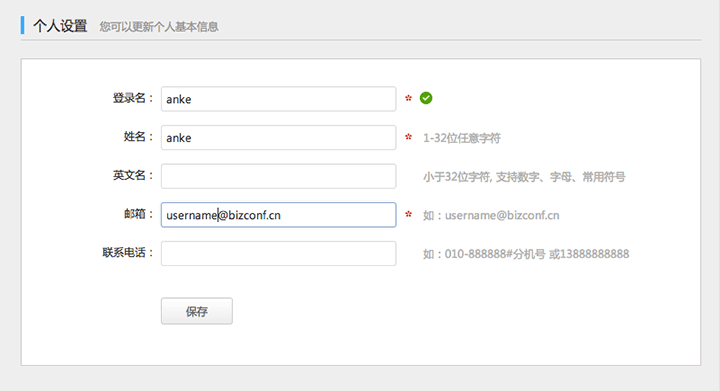 个人设置 您可以更新个人基本信息
登录名： anke *
姓名： anke * 1-32位任意字符
英文名： 小于32位字符, 支持数字、字母、常用符号
邮箱： username@bizconf.cn * 如：username@bizconf.cn
联系电话： 如：010-888888#分机号 或13888888888
保存